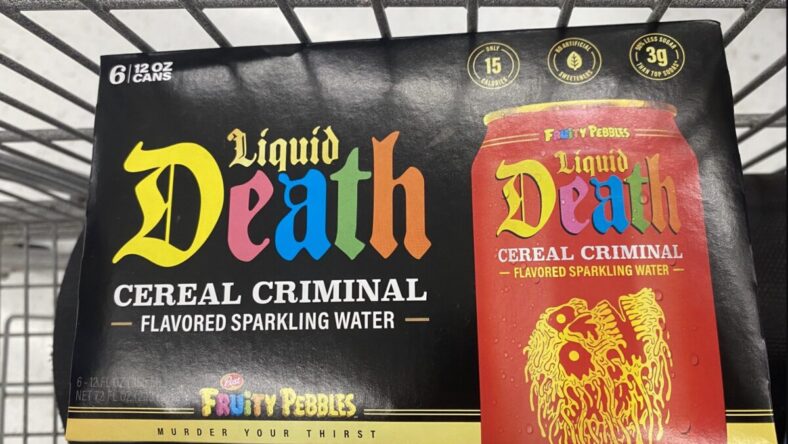 6 12 OZ CANS
ONLY 15 CALORIES
NO ARTIFICIAL SWEETENERS
LESS SUGAR THAN TOP SODAS
3g
Liquid
Death
CEREAL CRIMINAL
FLAVORED SPARKLING WATER
Post
FRUITY PEBBLES
MURDER YOUR THIRST
FRUITY PEBBLES
Liquid
Death
CEREAL CRIMINAL
FLAVORED SPARKLING WATER